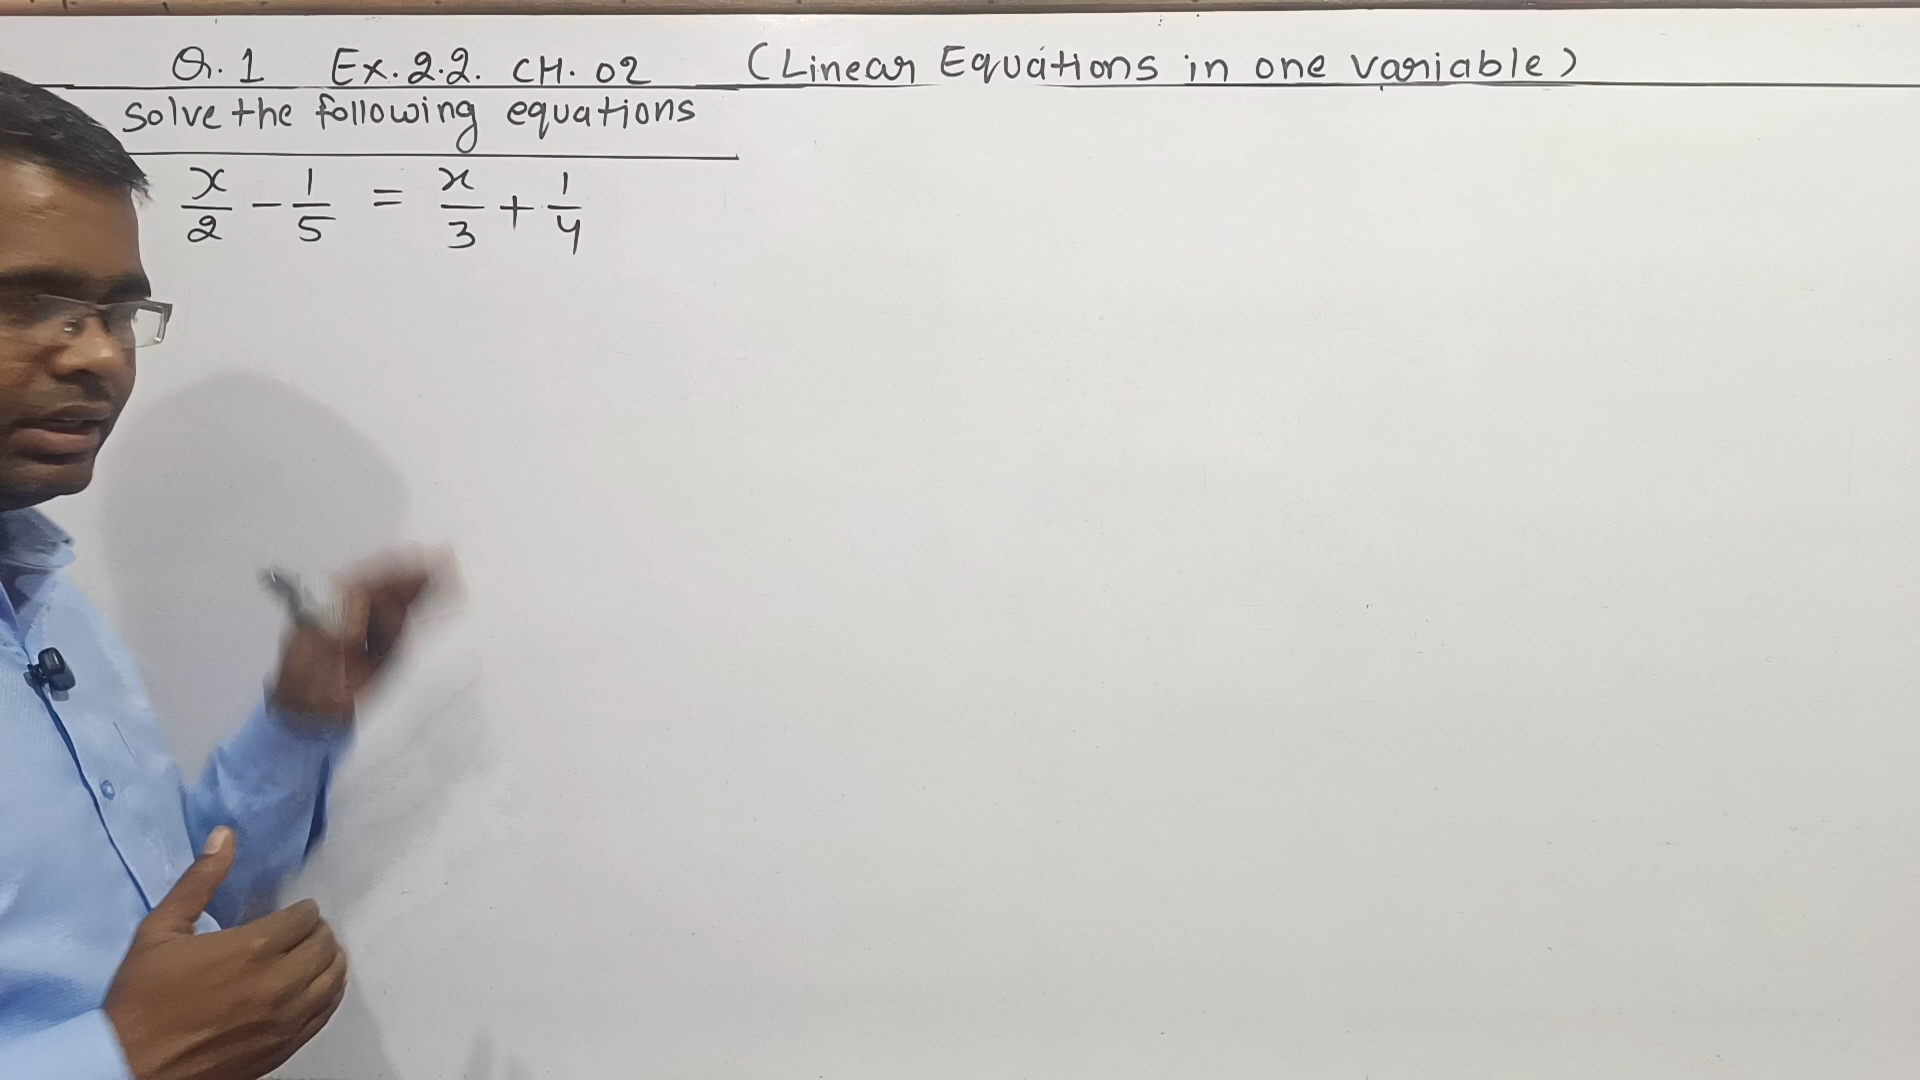 Q.1 Ex.2.2. CH.02 (Linear Equations in one variable)
Solve the following equations
x/2 - 1/5 = x/3 + 1/4